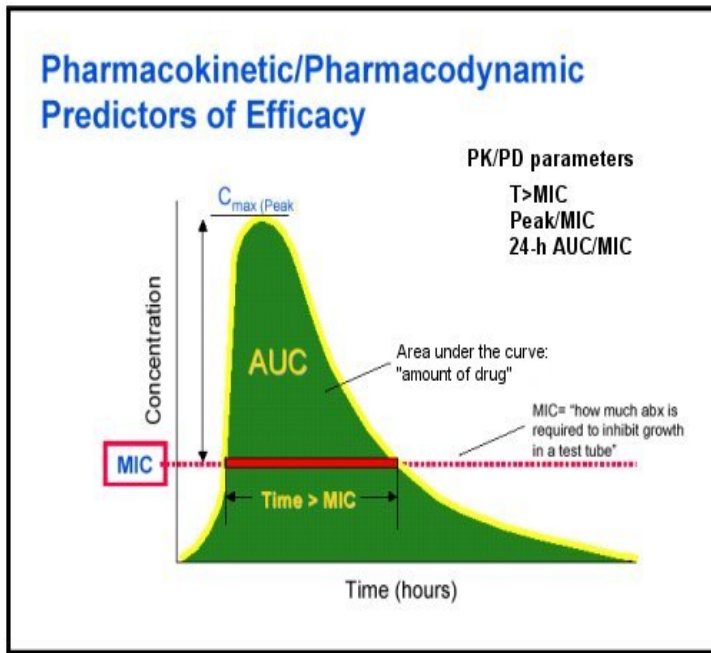 Pharmacokinetic/Pharmacodynamic
Predictors of Efficacy
PK/PD parameters
T>MIC
Peak/MIC
24-h AUC/MIC
Cmax (Peak
Concentration
AUC
Area under the curve:
"amount of drug"
MIC= "how much abx is
required to inhibit growth
in a test tube"
MIC
Time > MIC
Time (hours)